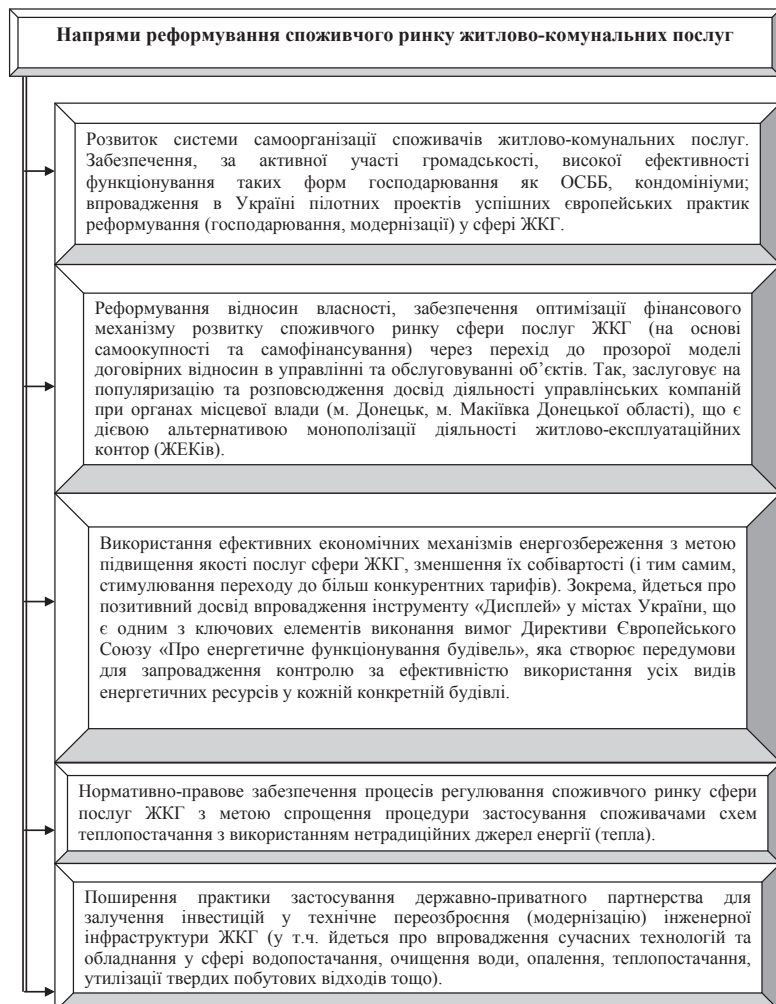 Напрями реформування споживчого ринку житлово-комунальних послуг
Розвиток системи самоорганізації споживачів житлово-комунальних послуг.
Забезпечення, за активної участі громадськості, високої ефективності
функціонування таких форм господарювання як ОСББ, кондомініуми;
впровадження в Україні пілотних проектів успішних європейських практик
реформування (господарювання, модернізації) у сфері ЖКГ.
Реформування відносин власності, забезпечення оптимізації фінансового
механізму розвитку споживчого ринку сфери послуг ЖКГ (на основі
самоокупності та самофінансування) через перехід до прозорої моделі
договірних відносин в управлінні та обслуговуванні об’єктів. Так, заслуговує на
популяризацію та розповсюдження досвід діяльності управлінських компаній
при органах місцевої влади (м. Донецьк, м. Макіївка Донецької області), що є
дієвою альтернативою монополізації діяльності житлово-експлуатаційних
контор (ЖЕКів).
Використання ефективних економічних механізмів енергозбереження з метою
підвищення якості послуг сфери ЖКГ, зменшення їх собівартості (і тим самим,
стимулювання переходу до більш конкурентних тарифів). Зокрема, йдеться про
позитивний досвід впровадження інструменту «Дисплей» у містах України, що
є одним з ключових елементів виконання вимог Директиви Європейського
Союзу «Про енергетичне функціонування будівель», яка створює передумови
для запровадження контролю за ефективністю використання усіх видів
енергетичних ресурсів у кожній конкретній будівлі.
Нормативно-правове забезпечення процесів регулювання споживчого ринку сфери
послуг ЖКГ з метою спрощення процедури застосування споживачами схем
теплопостачання з використанням нетрадиційних джерел енергії (тепла).
Поширення практики застосування державно-приватного партнерства для
залучення інвестицій у технічне переозброєння (модернізацію) інженерної
інфраструктури ЖКГ (у т.ч. йдеться про впровадження сучасних технологій та
обладнання у сфері водопостачання, очищення води, опалення, теплопостачання,
утилізації твердих побутових відходів тощо).